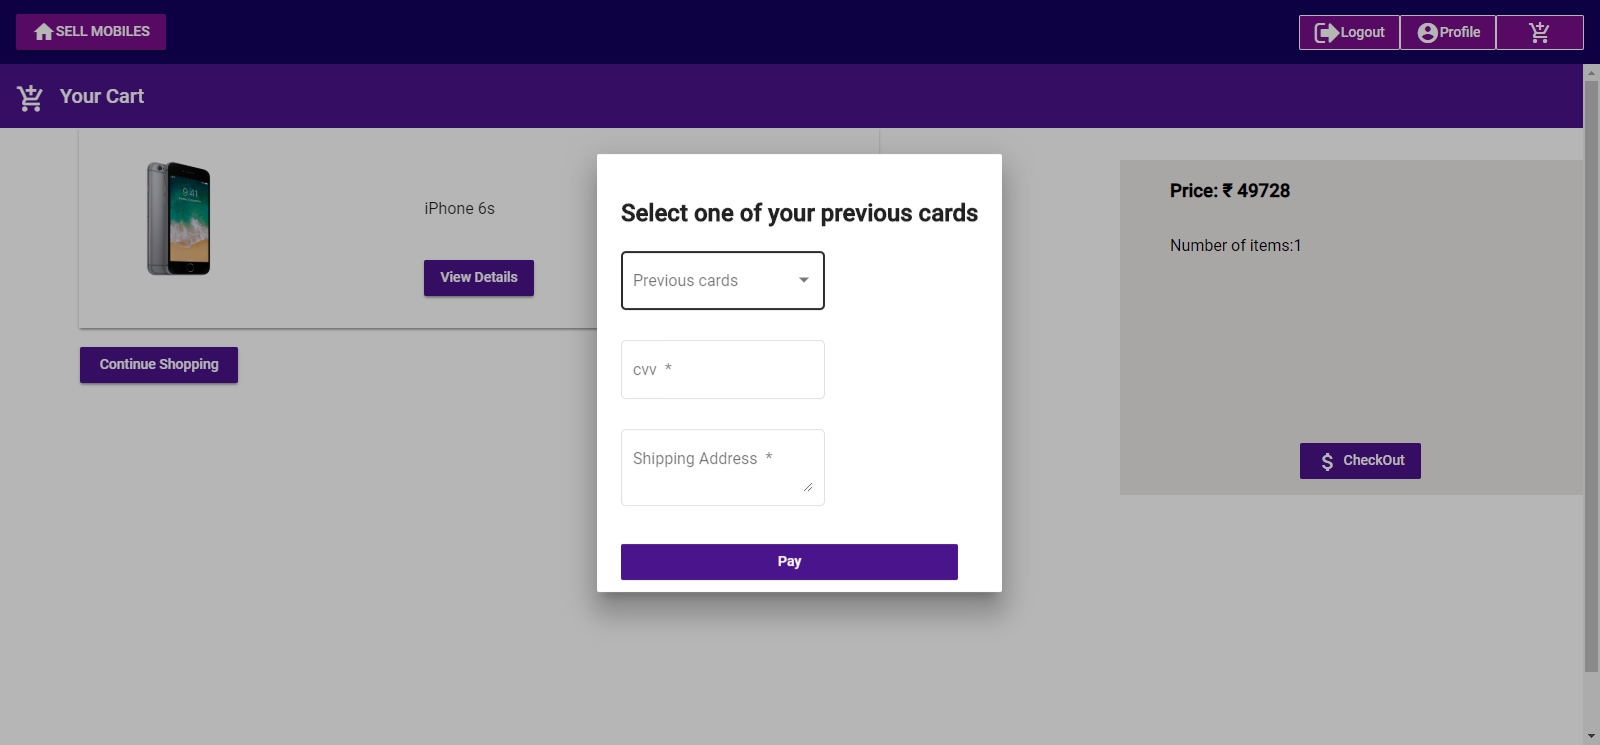 SELL MOBILES
Logout
Profile
Your Cart
9:41
iPhone 6s
View Details
Continue Shopping
Select one of your previous cards
Previous cards
cvv *
Shipping Address *
Pay
Price: ₹ 49728
Number of items:1
$ CheckOut